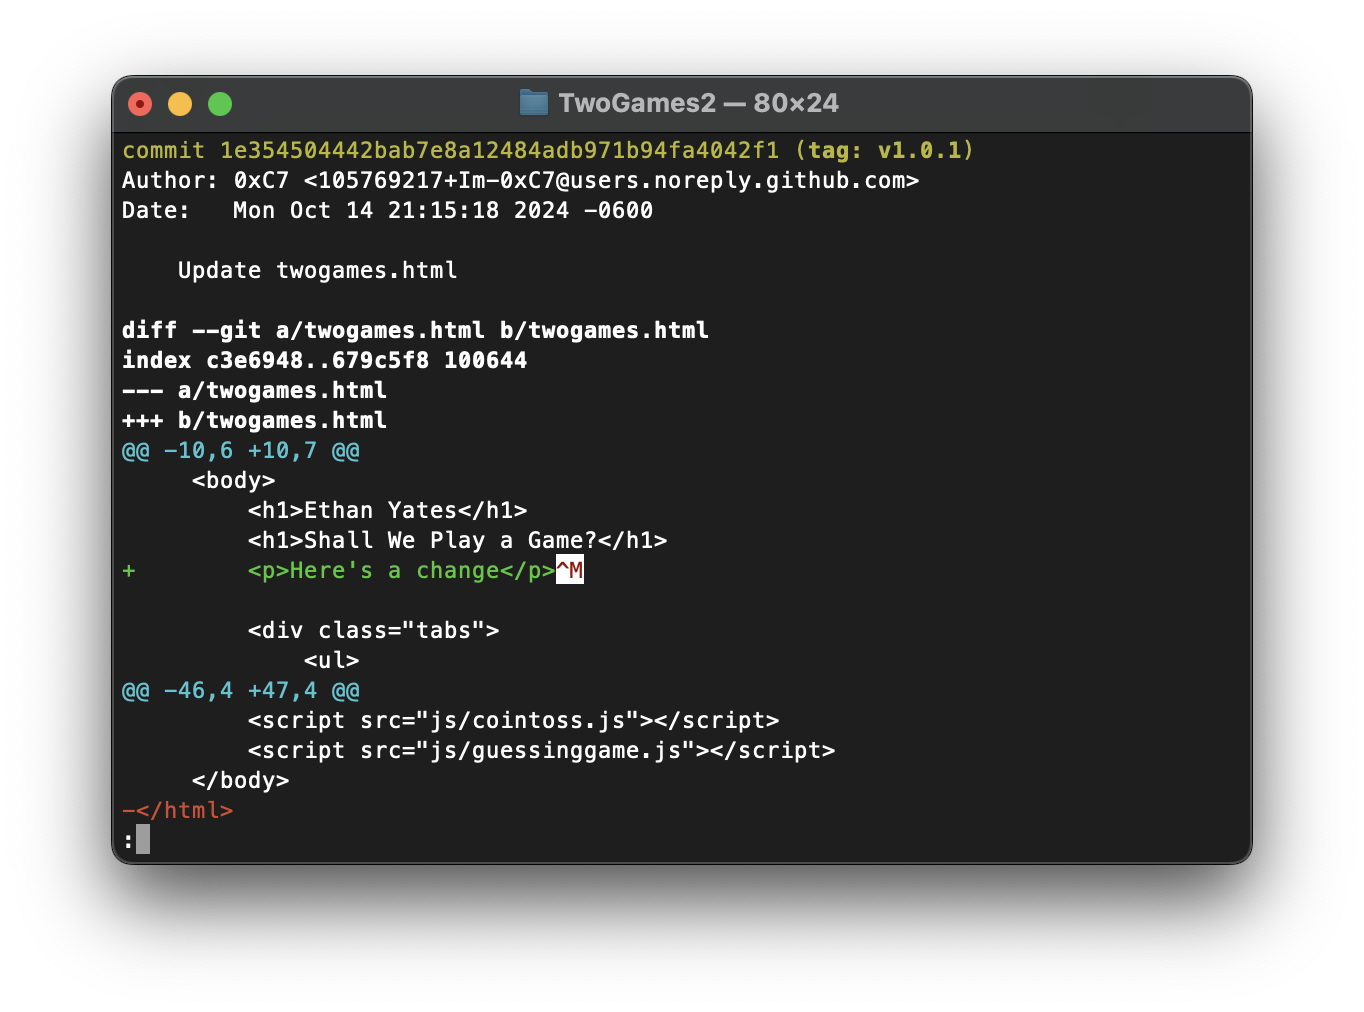 TwoGames2 — 80×24
commit 1e354504442bab7e8a12484adb971b94fa4042f1 (tag: v1.0.1)
Author: 0xC7 <105769217+Im-0xC7@users.noreply.github.com>
Date:   Mon Oct 14 21:15:18 2024 -0600
    Update twogames.html
diff --git a/twogames.html b/twogames.html
index c3e6948..679c5f8 100644
--- a/twogames.html
+++ b/twogames.html
@@ -10,6 +10,7 @@
     <body>
         <h1>Ethan Yates</h1>
         <h1>Shall We Play a Game?</h1>
+        <p>Here's a change</p>^M
         <div class="tabs">
             <ul>
@@ -46,4 +47,4 @@
         <script src="js/cointoss.js"></script>
         <script src="js/guessinggame.js"></script>
     </body>
-</html>
: